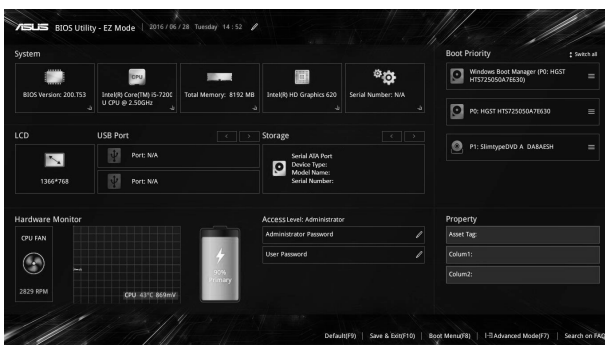 ASUS BIOS Utility - EZ Mode | 2016 / 06 / 28 Tuesday 14 : 52
System
BIOS Version: 200.T53
Intel(R) Core(TM) i5-7200
U CPU @ 2.50GHz
Total Memory: 8192 MB
Intel(R) HD Graphics 620
Serial Number: N/A
Boot Priority
Switch all
Windows Boot Manager (P0: HGST
HTS725050A7E630)
P0: HGST HTS725050A7E630
P1: SlimtypeDVD A DA8AESH
LCD
1366*768
USB Port
Port: N/A
Port: N/A
Storage
Serial ATA Port
Device Type:
Model Name:
Serial Number:
Hardware Monitor
CPU FAN
2829 RPM
CPU 43°C 869mV
Primary
Access Level: Administrator
Administrator Password
User Password
Property
Asset Tag:
Colum1:
Colum2:
Default(F9) | Save & Exit(F10) | Boot Menu(F8) | Advanced Mode(F7) | Search on FAQ